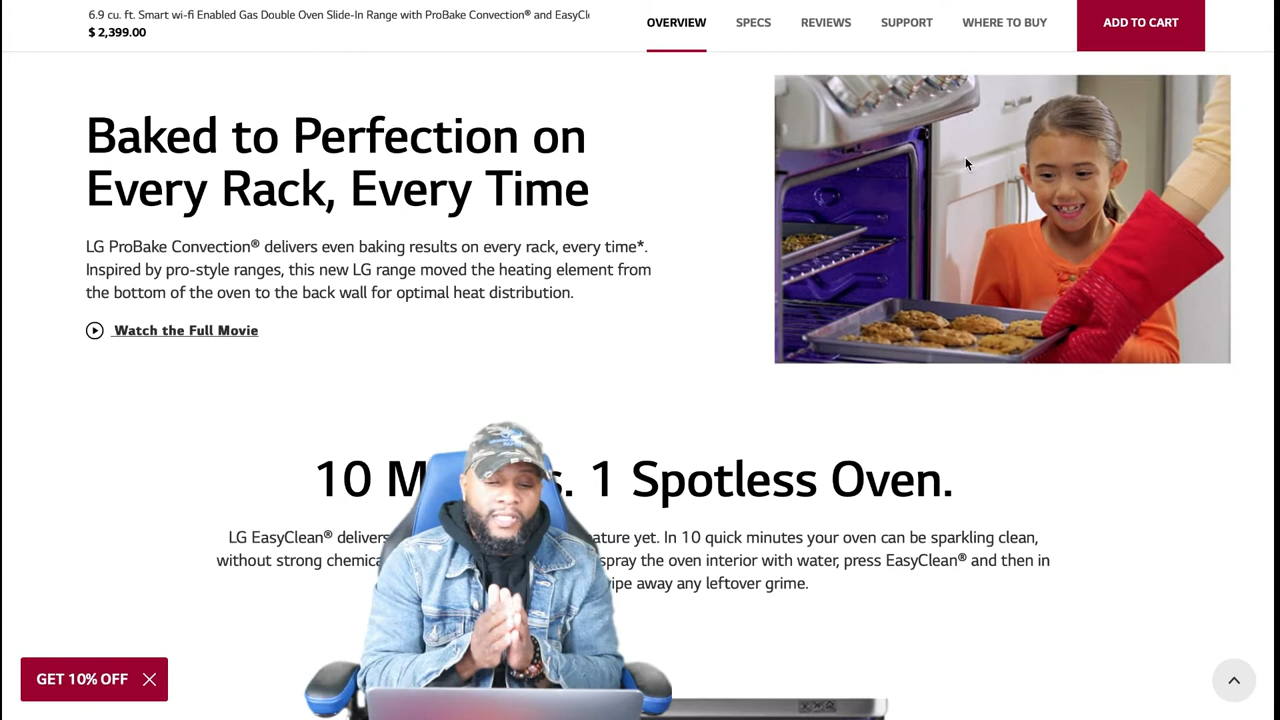 6.9 cu. ft. Smart wi-fi Enabled Gas Double Oven Slide-In Range with ProBake Convection® and EasyCl
$ 2,399.00
OVERVIEW
SPECS
REVIEWS
SUPPORT
WHERE TO BUY
ADD TO CART
Baked to Perfection on
Every Rack, Every Time
LG ProBake Convection® delivers even baking results on every rack, every time*.
Inspired by pro-style ranges, this new LG range moved the heating element from
the bottom of the oven to the back wall for optimal heat distribution.
Watch the Full Movie
10 M s. 1 Spotless Oven.
LG EasyClean® delivers ature yet. In 10 quick minutes your oven can be sparkling clean,
without strong chemica spray the oven interior with water, press EasyClean® and then in
wipe away any leftover grime.
GET 10% OFF